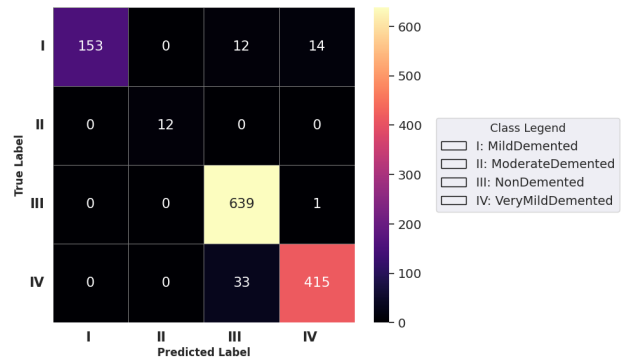 I 153 0 12 14
II 0 12 0 0
III 0 0 639 1
IV 0 0 33 415
I II III IV
True Label
Predicted Label
600
500
400
300
200
100
0
Class Legend
I: MildDemented
II: ModerateDemented
III: NonDemented
IV: VeryMildDemented